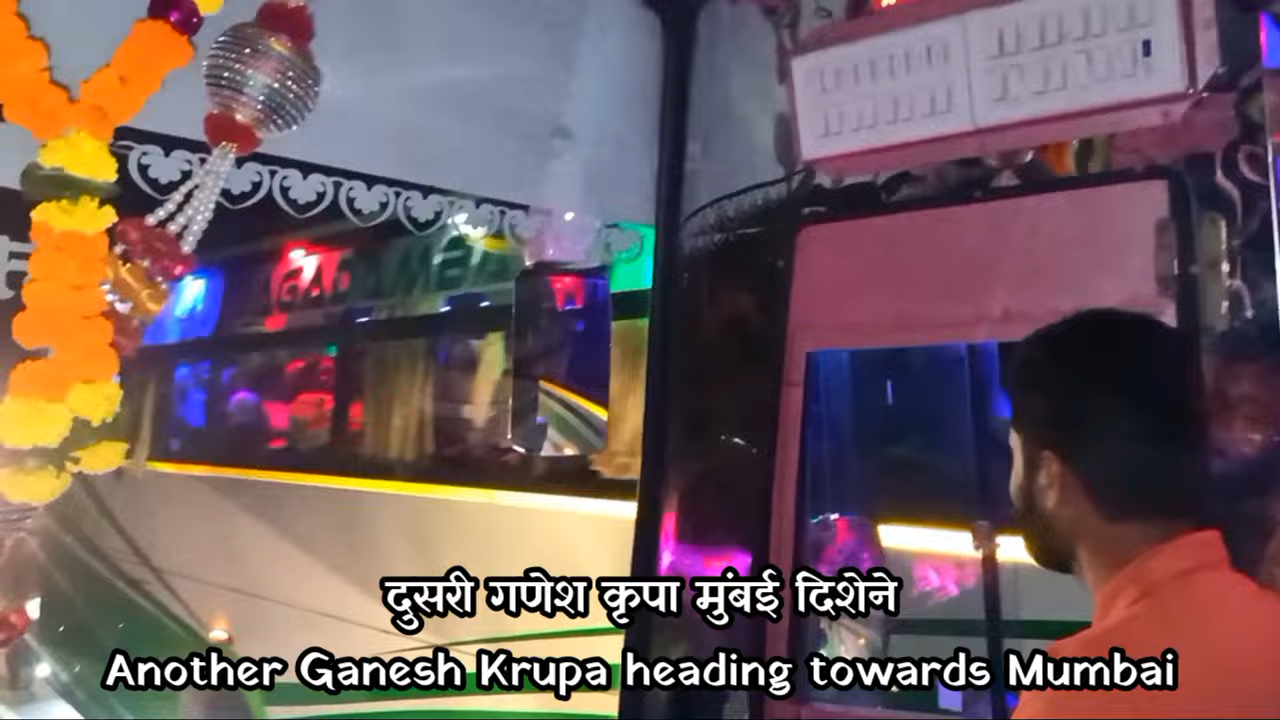 दुसरी गणेश कृपा मुंबई दिशेने
Another Ganesh Krupa heading towards Mumbai